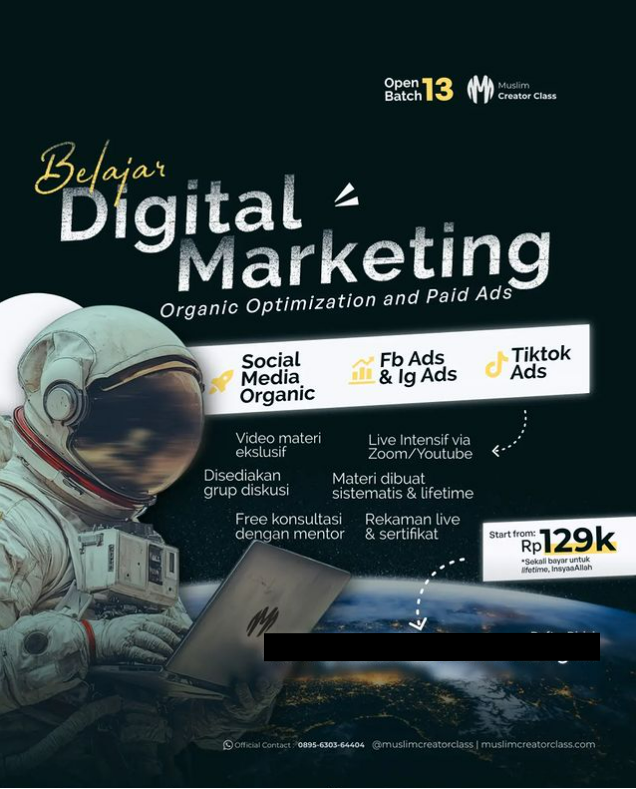 Open
Batch 13
Muslim
Creator Class
Belajar
Digital
Marketing
Organic Optimization and Paid Ads
Social
Media
Organic
Fb Ads
& Ig Ads
Tiktok
Ads
Video materi
ekslusif
Live Intensif via
Zoom/Youtube
Disediakan
grup diskusi
Materi dibuat
sistematis & lifetime
Free konsultasi
dengan mentor
Rekaman live
& sertifikat
Start from:
Rp129k
*Sekali bayar untuk
lifetime, InsyaaAllah
Official Contact : 0895-6303-64404 @muslimcreatorclass | muslimcreatorclass.com